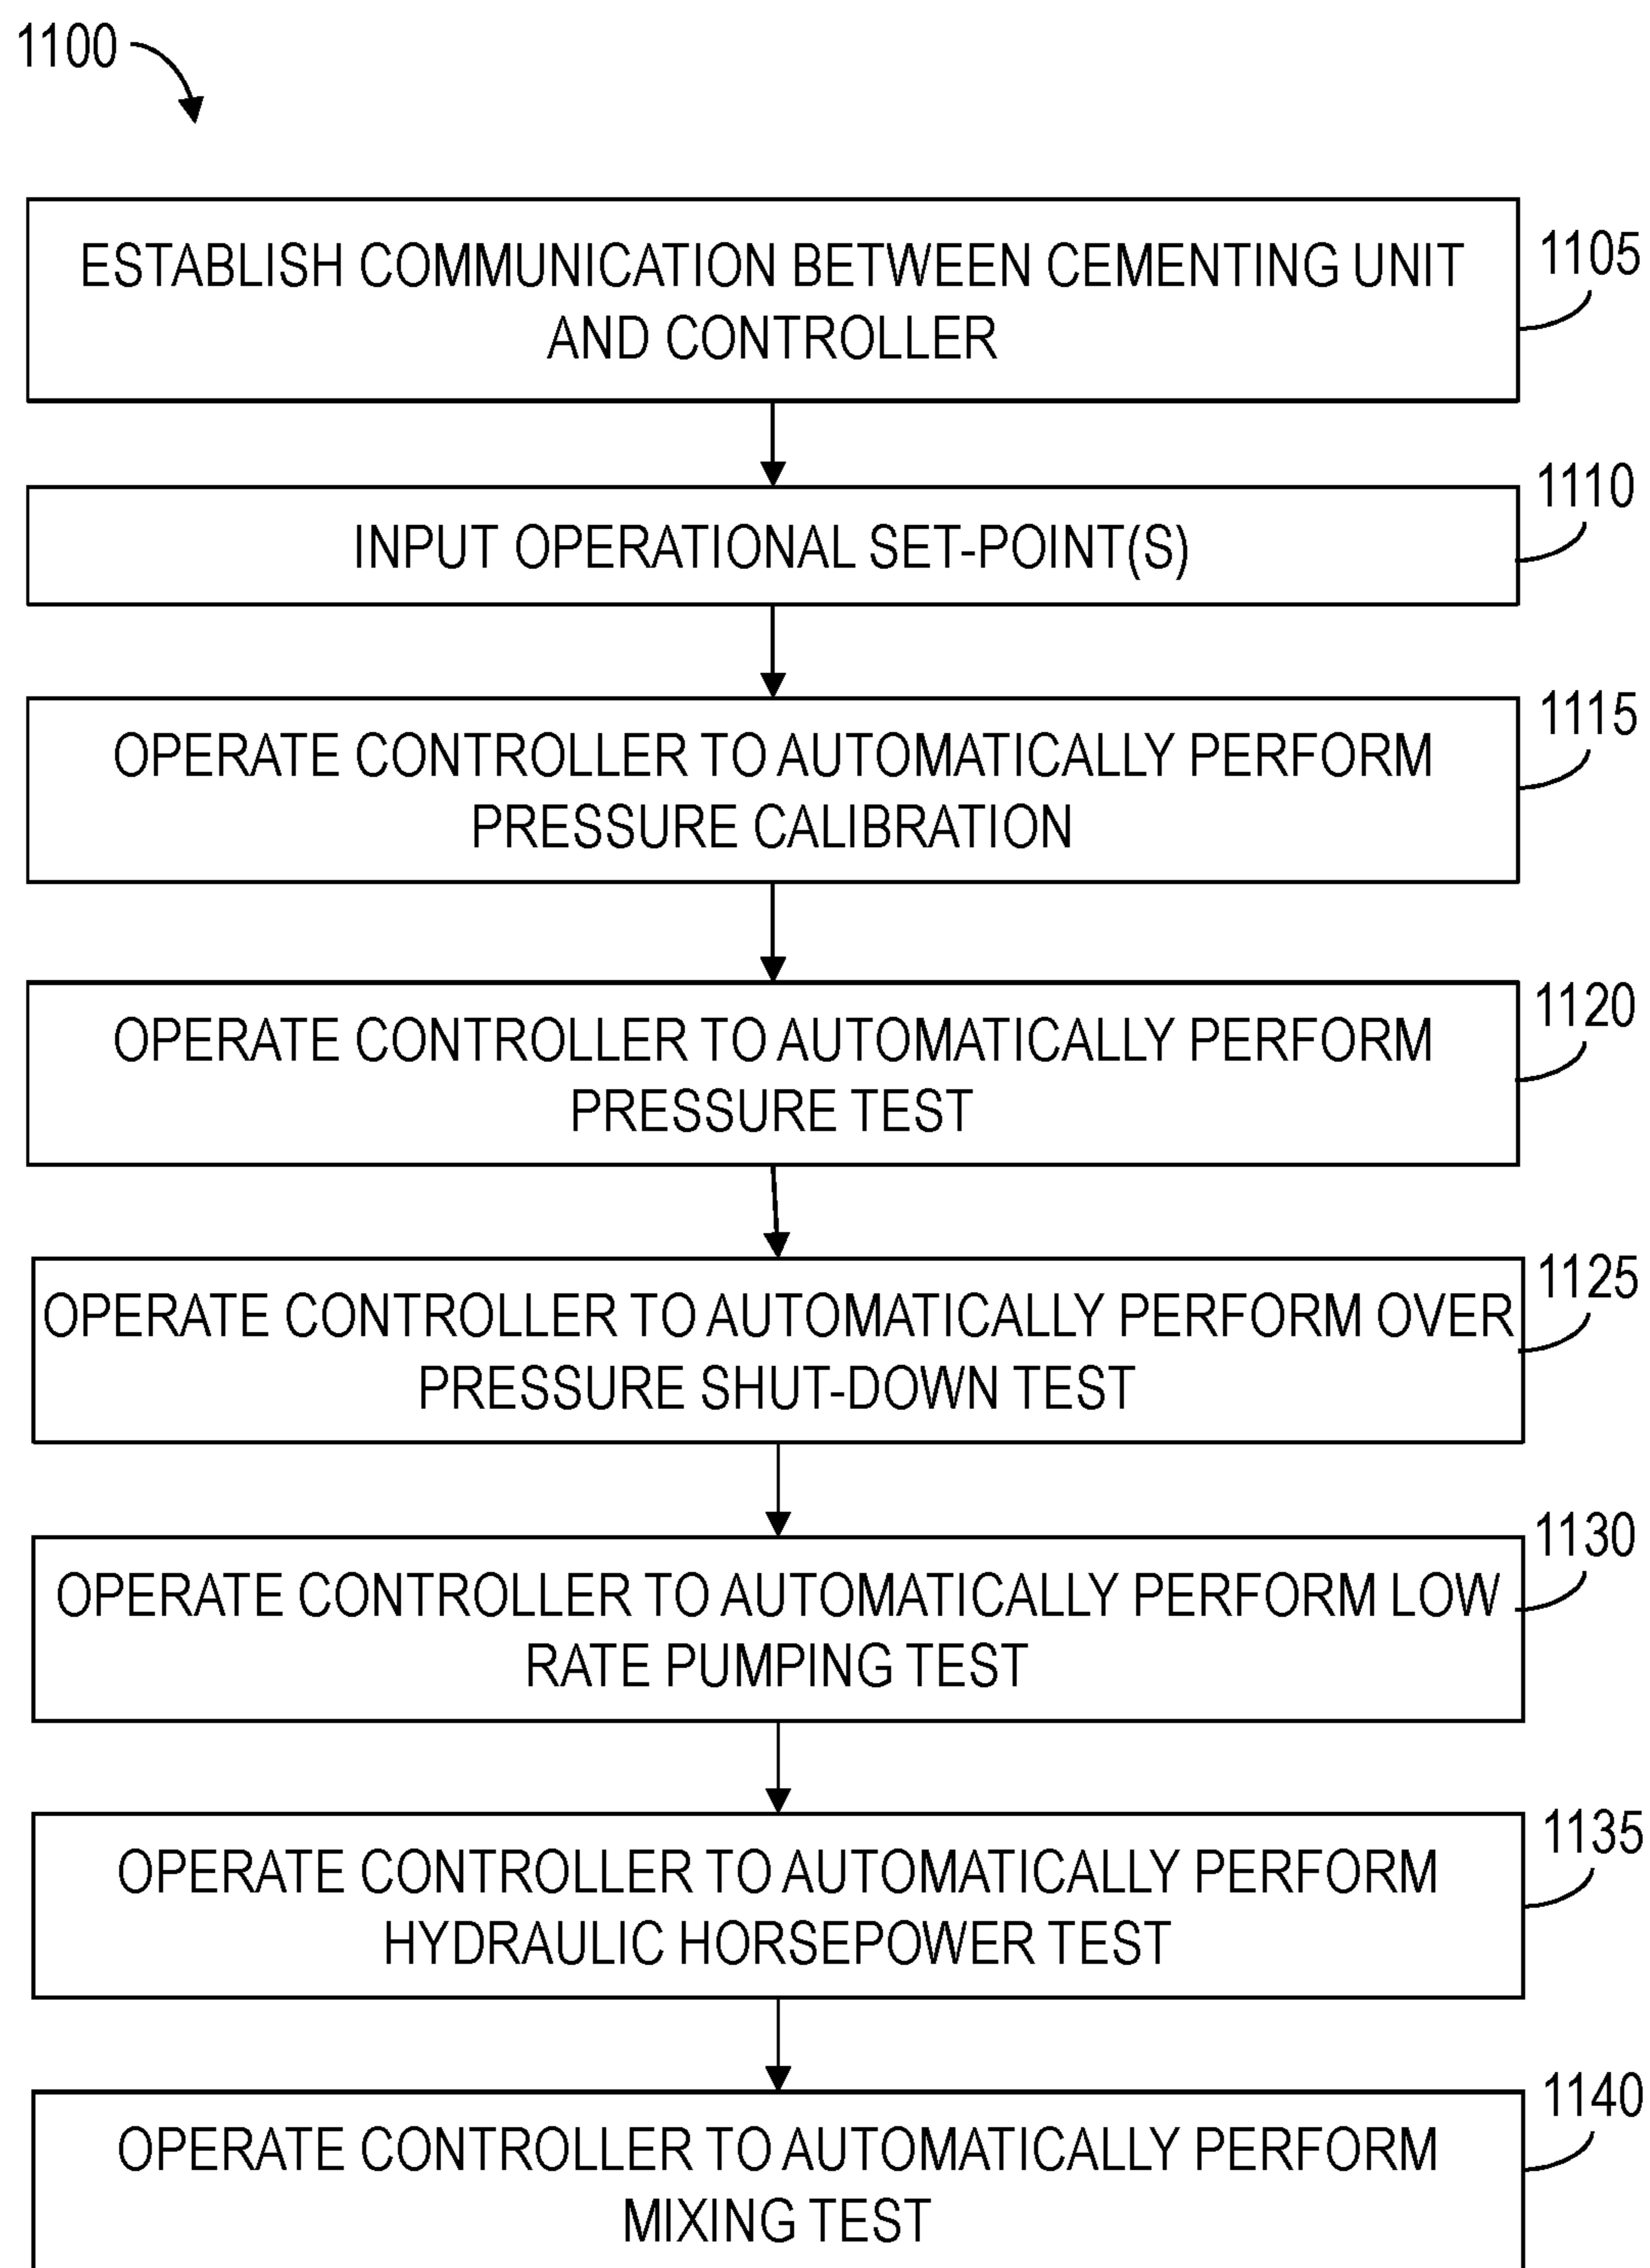 1100
ESTABLISH COMMUNICATION BETWEEN CEMENTING UNIT
AND CONTROLLER
1105
INPUT OPERATIONAL SET-POINT(S)
1110
OPERATE CONTROLLER TO AUTOMATICALLY PERFORM
PRESSURE CALIBRATION
1115
OPERATE CONTROLLER TO AUTOMATICALLY PERFORM
PRESSURE TEST
1120
OPERATE CONTROLLER TO AUTOMATICALLY PERFORM OVER
PRESSURE SHUT-DOWN TEST
1125
OPERATE CONTROLLER TO AUTOMATICALLY PERFORM LOW
RATE PUMPING TEST
1130
OPERATE CONTROLLER TO AUTOMATICALLY PERFORM
HYDRAULIC HORSEPOWER TEST
1135
OPERATE CONTROLLER TO AUTOMATICALLY PERFORM
MIXING TEST
1140